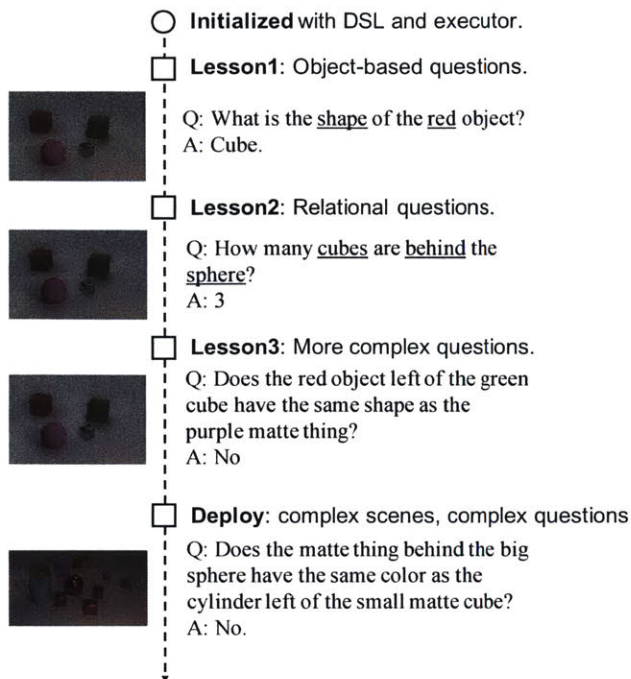 Initialized with DSL and executor.
Lesson1: Object-based questions.
Q: What is the shape of the red object?
A: Cube.
Lesson2: Relational questions.
Q: How many cubes are behind the
sphere?
A: 3
Lesson3: More complex questions.
Q: Does the red object left of the green
cube have the same shape as the
purple matte thing?
A: No
Deploy: complex scenes, complex questions
Q: Does the matte thing behind the big
sphere have the same color as the
cylinder left of the small matte cube?
A: No.